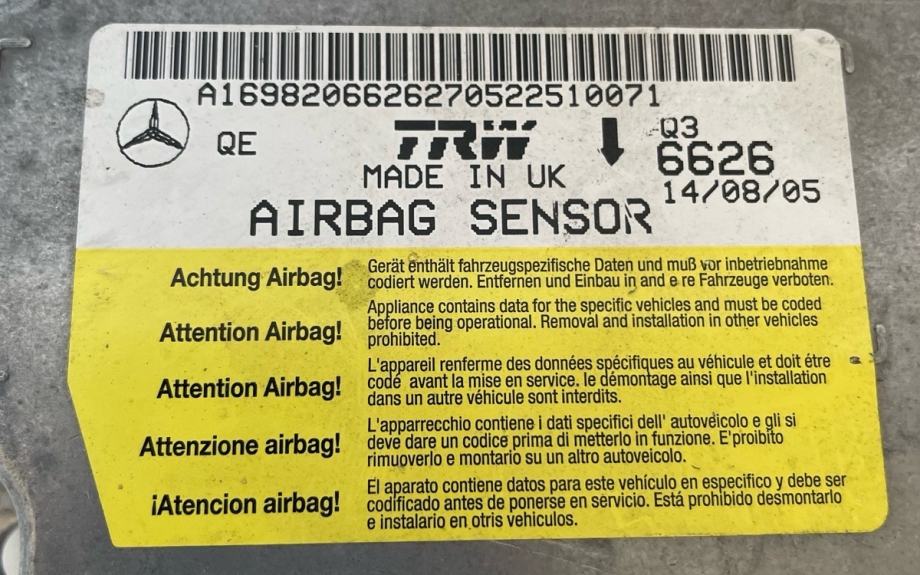 A1698206626270522510071
QE
TRW
Q3
6626
MADE IN UK
14/08/05
AIRBAG SENSOR
Achtung Airbag!
Gerät enthält fahrzeugspezifische Daten und muß vor inbetriebnahme
codiert werden. Entfernen und Einbau in and e re Fahrzeuge verboten.
Attention Airbag!
Appliance contains data for the specific vehicles and must be coded
before being operational. Removal and installation in other vehicles
prohibited.
Attention Airbag!
L'appareil renferme des données spécifiques au véhicule et doit étre
codé avant la mise en service. le démontage ainsi que l'installation
dans un autre véhicule sont interdits.
Attenzione airbag!
L'apparrecchio contiene i dati specifici dell' autoveicolo e gli si
deve dare un codice prima di metterlo in funzione. E'proibito
rimuoverlo e montario su un altro autoveicolo.
¡Atencion airbag!
El aparato contiene datos para este vehículo en especifico y debe ser
codificado antes de ponerse en servicio. Está prohibido desmontarlo
e instalario en otris vehiculos.